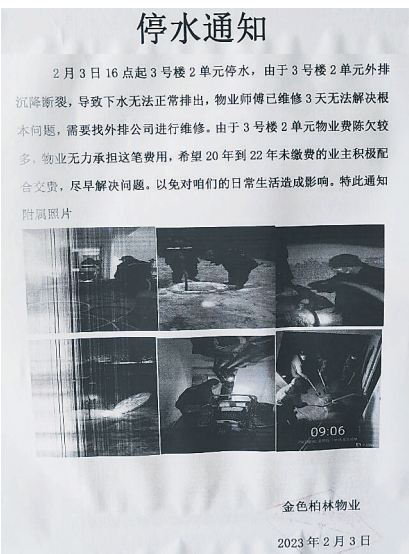 停水通知
2月3日16点起3号楼2单元停水，由于3号楼2单元外排
沉降断裂，导致下水无法正常排出，物业师傅已维修3天无法解决根
本问题，需要找外排公司进行维修。由于3号楼2单元物业费陈欠较
多，物业无力承担这笔费用，希望20年到22年未缴费的业主积极配
合交费，尽早解决问题。以免对咱们的日常生活造成影响。特此通知
附属照片
09:06
金色柏林物业
2023年2月3日